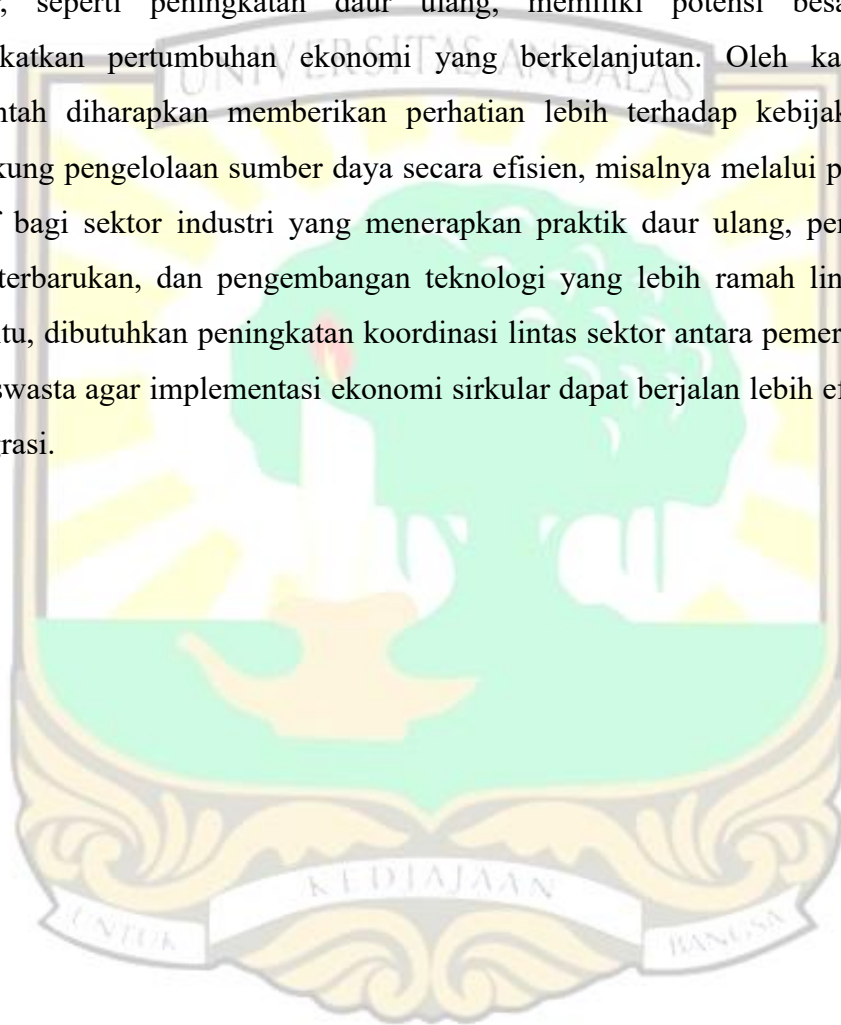 , seperti peningkatan daur ulang, memiliki potensi besa
katkan pertumbuhan ekonomi yang berkelanjutan. Oleh ka
UNIVERSITAS ANDALAS
ntah diharapkan memberikan perhatian lebih terhadap kebijak
kung pengelolaan sumber daya secara efisien, misalnya melalui p
bagi sektor industri yang menerapkan praktik daur ulang, per
terbarukan, dan pengembangan teknologi yang lebih ramah lin
tu, dibutuhkan peningkatan koordinasi lintas sektor antara pemer
swasta agar implementasi ekonomi sirkular dapat berjalan lebih ef
grasi.
KEDJAJAAN
UNTUK
BANGSA